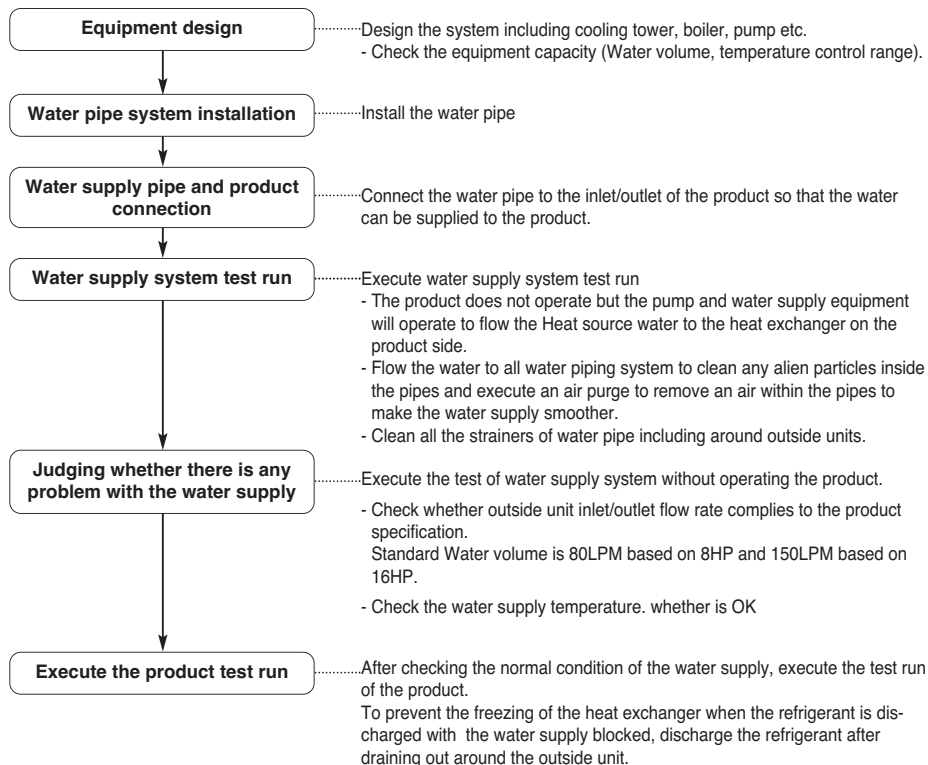 Equipment design
Design the system including cooling tower, boiler, pump etc.
- Check the equipment capacity (Water volume, temperature control range).
Water pipe system installation
Install the water pipe
Water supply pipe and product
connection
Connect the water pipe to the inlet/outlet of the product so that the water
can be supplied to the product.
Water supply system test run
Execute water supply system test run
- The product does not operate but the pump and water supply equipment
will operate to flow the Heat source water to the heat exchanger on the
product side.
- Flow the water to all water piping system to clean any alien particles inside
the pipes and execute an air purge to remove an air within the pipes to
make the water supply smoother.
- Clean all the strainers of water pipe including around outside units.
Judging whether there is any
problem with the water supply
Execute the test of water supply system without operating the product.
- Check whether outside unit inlet/outlet flow rate complies to the product
specification.
Standard Water volume is 80LPM based on 8HP and 150LPM based on
16HP.
- Check the water supply temperature. whether is OK
Execute the product test run
After checking the normal condition of the water supply, execute the test run
of the product.
To prevent the freezing of the heat exchanger when the refrigerant is dis-
charged with the water supply blocked, discharge the refrigerant after
draining out around the outside unit.